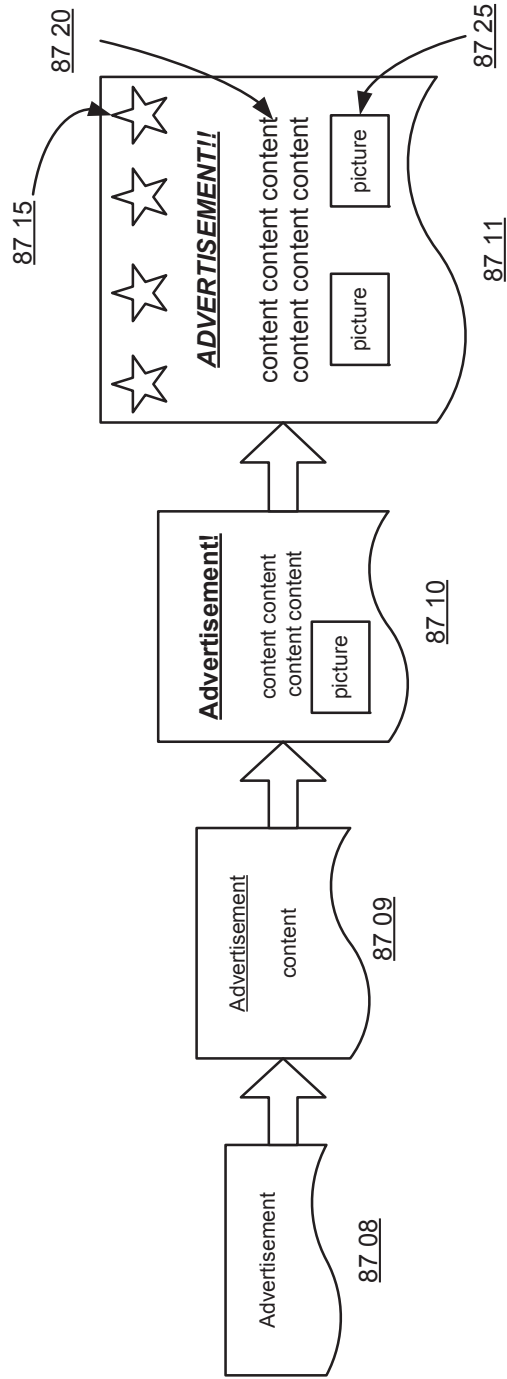 Advertisement
87 08
Advertisement
content
87 09
Advertisement!
content content
content content
picture
87 10
87 15
ADVERTISEMENT!!
87 20
content content content
content content content
picture
picture
87 25
87 11